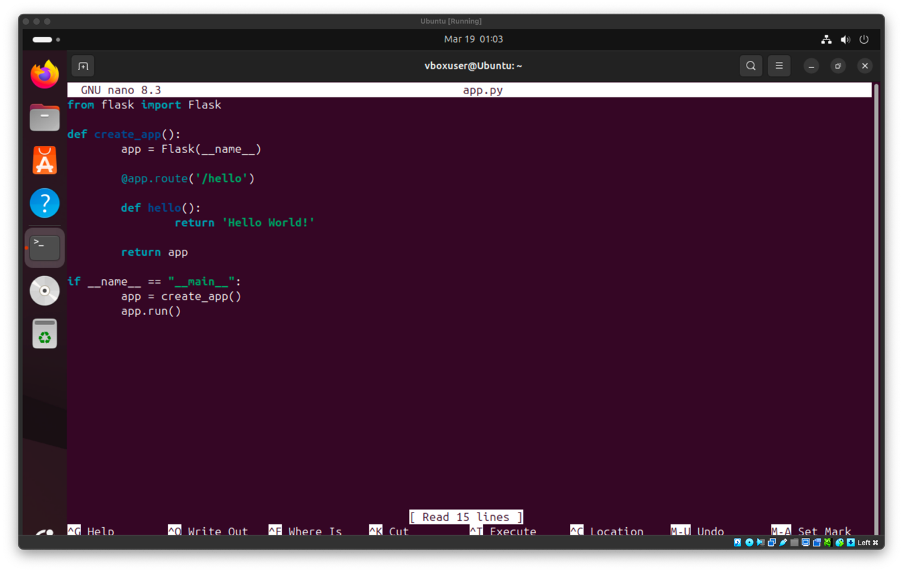 Ubuntu [Running]
Mar 19 01:03
vboxuser@Ubuntu: ~
GNU nano 8.3 app.py
from flask import Flask
def create_app():
app = Flask(__name__)
@app.route('/hello')
def hello():
return 'Hello World!'
return app
if __name__ == "__main__":
app = create_app()
app.run()
[ Read 15 lines ]
^G Help ^O Write Out ^F Where Is ^K Cut ^T Execute ^C Location M-U Undo M-A Set Mark
Left ⌘